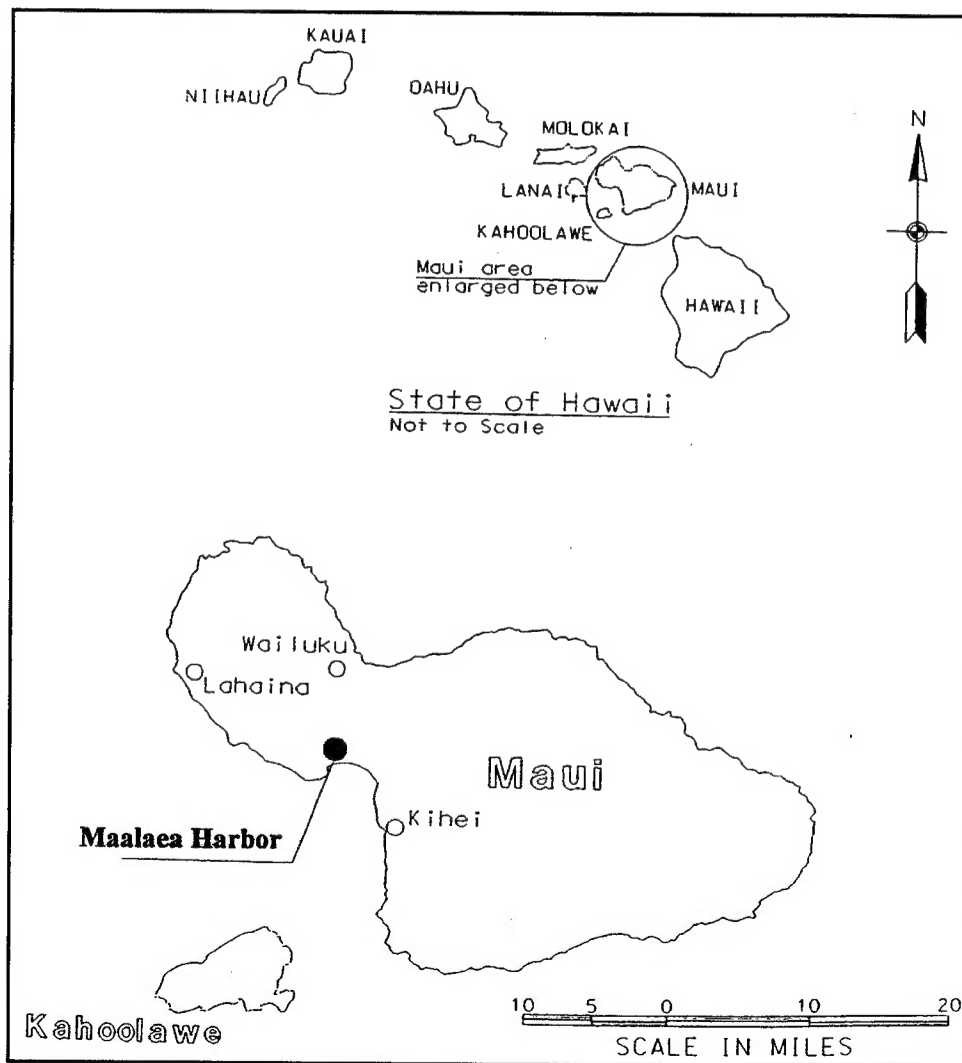 KAUAI
NIIHAU
OAHU
MOLOKAI
LANAI
MAUI
KAHOOLAWE
Maui area
enlarged below
HAWAII
N
State of Hawaii
Not to Scale
Wailuku
Lahaina
Maui
Kihei
Maalaea Harbor
Kahoolawe
10 5 0 10 20
SCALE IN MILES